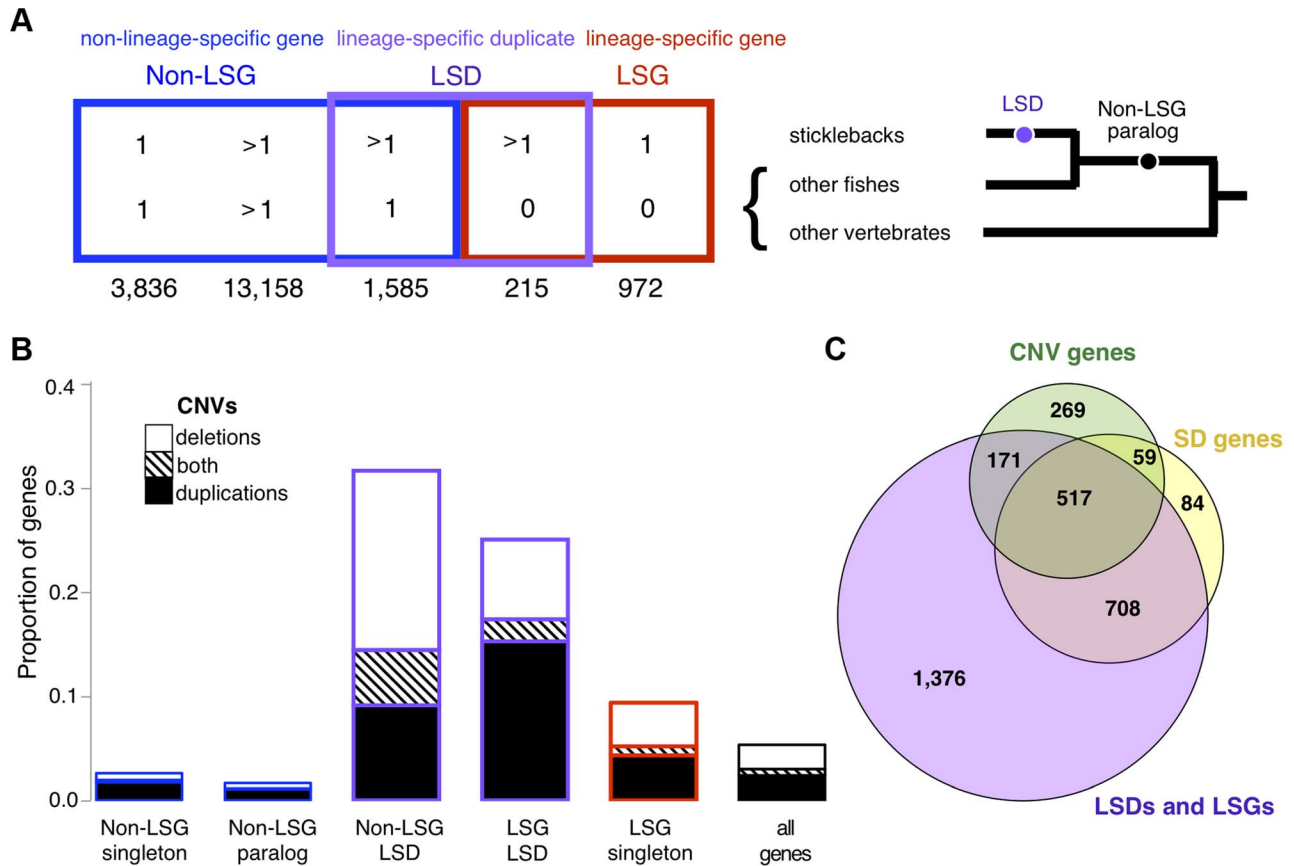 A
non-lineage-specific gene lineage-specific duplicate lineage-specific gene
Non-LSG LSD LSG
1 >1 >1 >1 1
1 >1 1 0 0
3,836 13,158 1,585 215 972
sticklebacks
other fishes
other vertebrates
LSD
Non-LSG
paralog
B
0.4
0.3
0.2
0.1
0.0
Proportion of genes
CNVs
deletions
both
duplications
Non-LSG
singleton
Non-LSG
paralog
Non-LSG
LSD
LSG
LSD
LSG
singleton
all
genes
C
CNV genes
SD genes
269
171
59
517
84
708
1,376
LSDs and LSGs